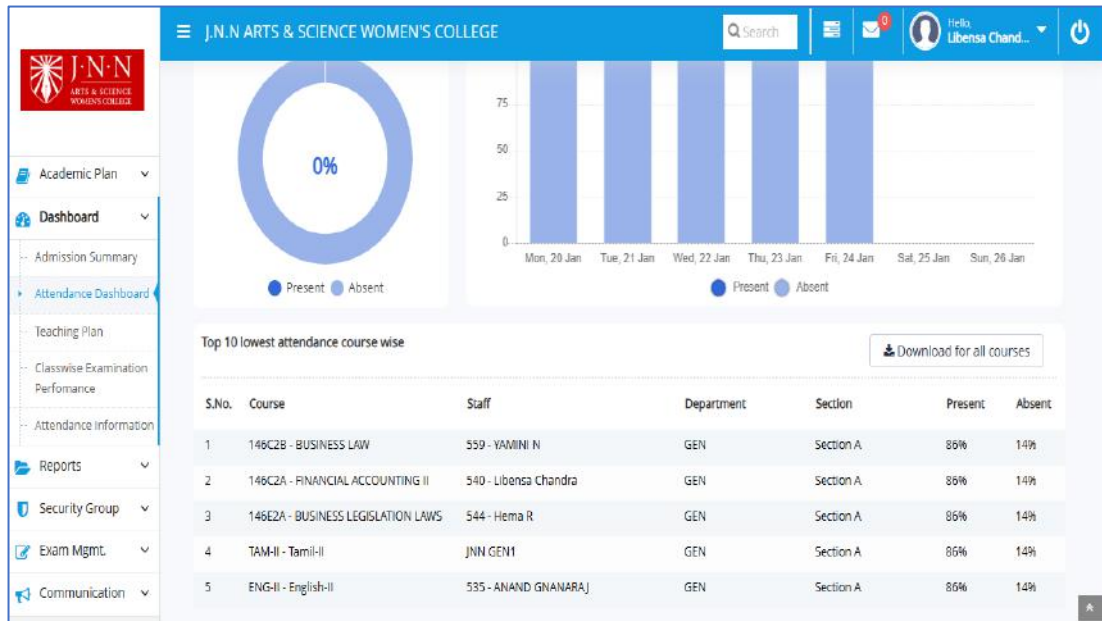 J.N.N ARTS & SCIENCE WOMEN'S COLLEGE
Search
0
Hello,
Libensa Chand...
J·N·N
ARTS & SCIENCE
WOMEN'S COLLEGE
Academic Plan
Dashboard
Admission Summary
Attendance Dashboard
Teaching Plan
Classwise Examination
Perfomance
Attendance Information
Reports
Security Group
Exam Mgmt.
Communication
0%
Present Absent
75
50
25
0
Mon, 20 Jan Tue, 21 Jan Wed, 22 Jan Thu, 23 Jan Fri, 24 Jan Sat, 25 Jan Sun, 26 Jan
Present Absent
Top 10 lowest attendance course wise
Download for all courses
S.No. Course Staff Department Section Present Absent
1 146C2B - BUSINESS LAW 559 - YAMINI N GEN Section A 86% 14%
2 146C2A - FINANCIAL ACCOUNTING II 540 - Libensa Chandra GEN Section A 86% 14%
3 146E2A - BUSINESS LEGISLATION LAWS 544 - Hema R GEN Section A 86% 14%
4 TAM-II - Tamil-II JNN GEN1 GEN Section A 86% 14%
5 ENG-II - English-II 535 - ANAND GNANARAJ GEN Section A 86% 14%